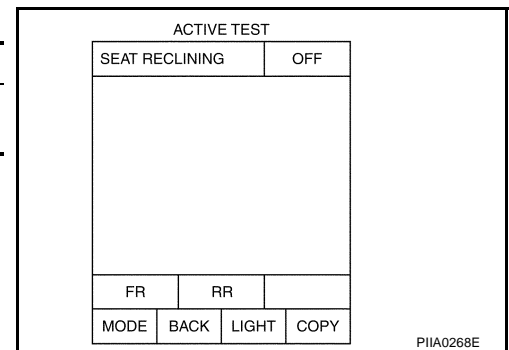 ACTIVE TEST
SEAT RECLINING OFF
FR RR
MODE BACK LIGHT COPY
PIIA0268E